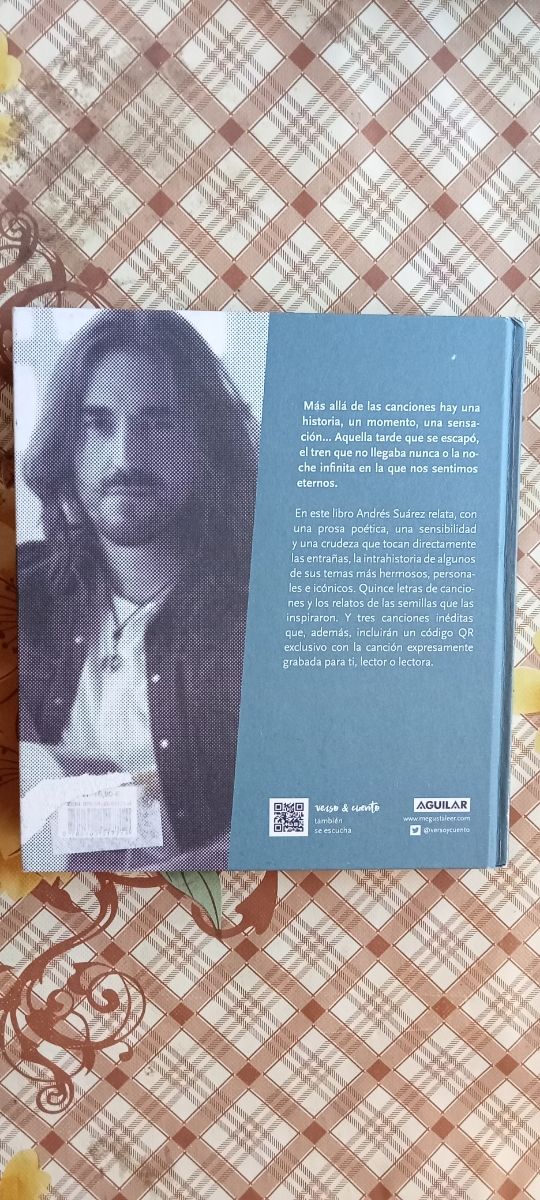 Más allá de las canciones hay una
historia, un momento, una sensa-
ción... Aquella tarde que se escapó,
el tren que no llegaba nunca o la no-
che infinita en la que nos sentimos
eternos.
En este libro Andrés Suárez relata, con
una prosa poética, una sensibilidad
y una crudeza que tocan directamente
las entrañas, la intrahistoria de algunos
de sus temas más hermosos, persona-
les e icónicos. Quince letras de cancio-
nes y los relatos de las semillas que las
inspiraron. Y tres canciones inéditas
que, además, incluirán un código QR
exclusivo con la canción expresamente
grabada para ti, lector o lectora.
verso & cuento
también
se escucha
AGUILAR
www.megustaleer.com
@versoycuento